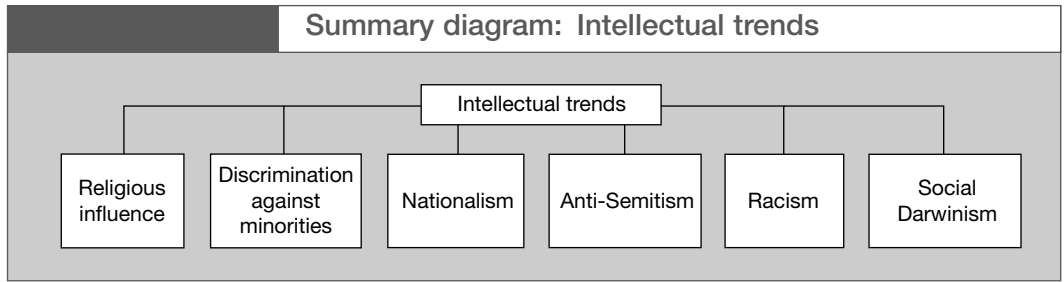 Summary diagram: Intellectual trends
Intellectual trends
Religious
influence
Discrimination
against
minorities
Nationalism
Anti-Semitism
Racism
Social
Darwinism